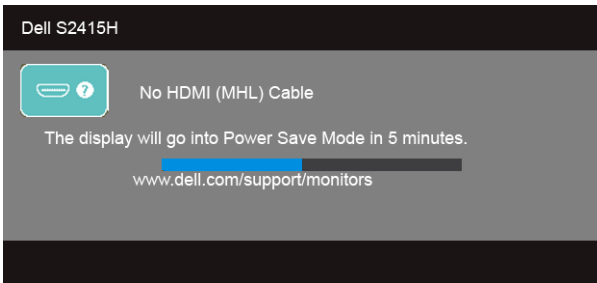 Dell S2415H
?
No HDMI (MHL) Cable
The display will go into Power Save Mode in 5 minutes.
www.dell.com/support/monitors